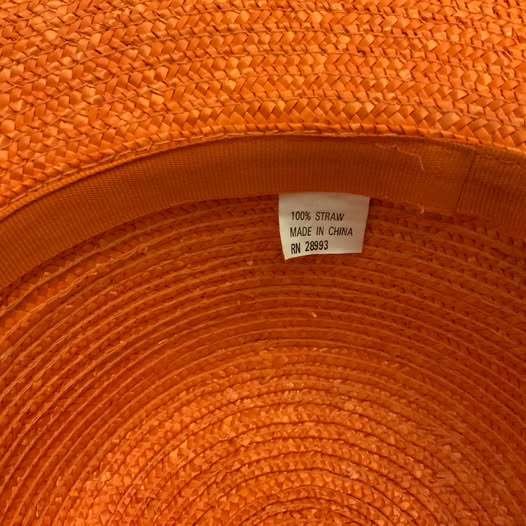 100% STRAW
MADE IN CHINA
RN 28993